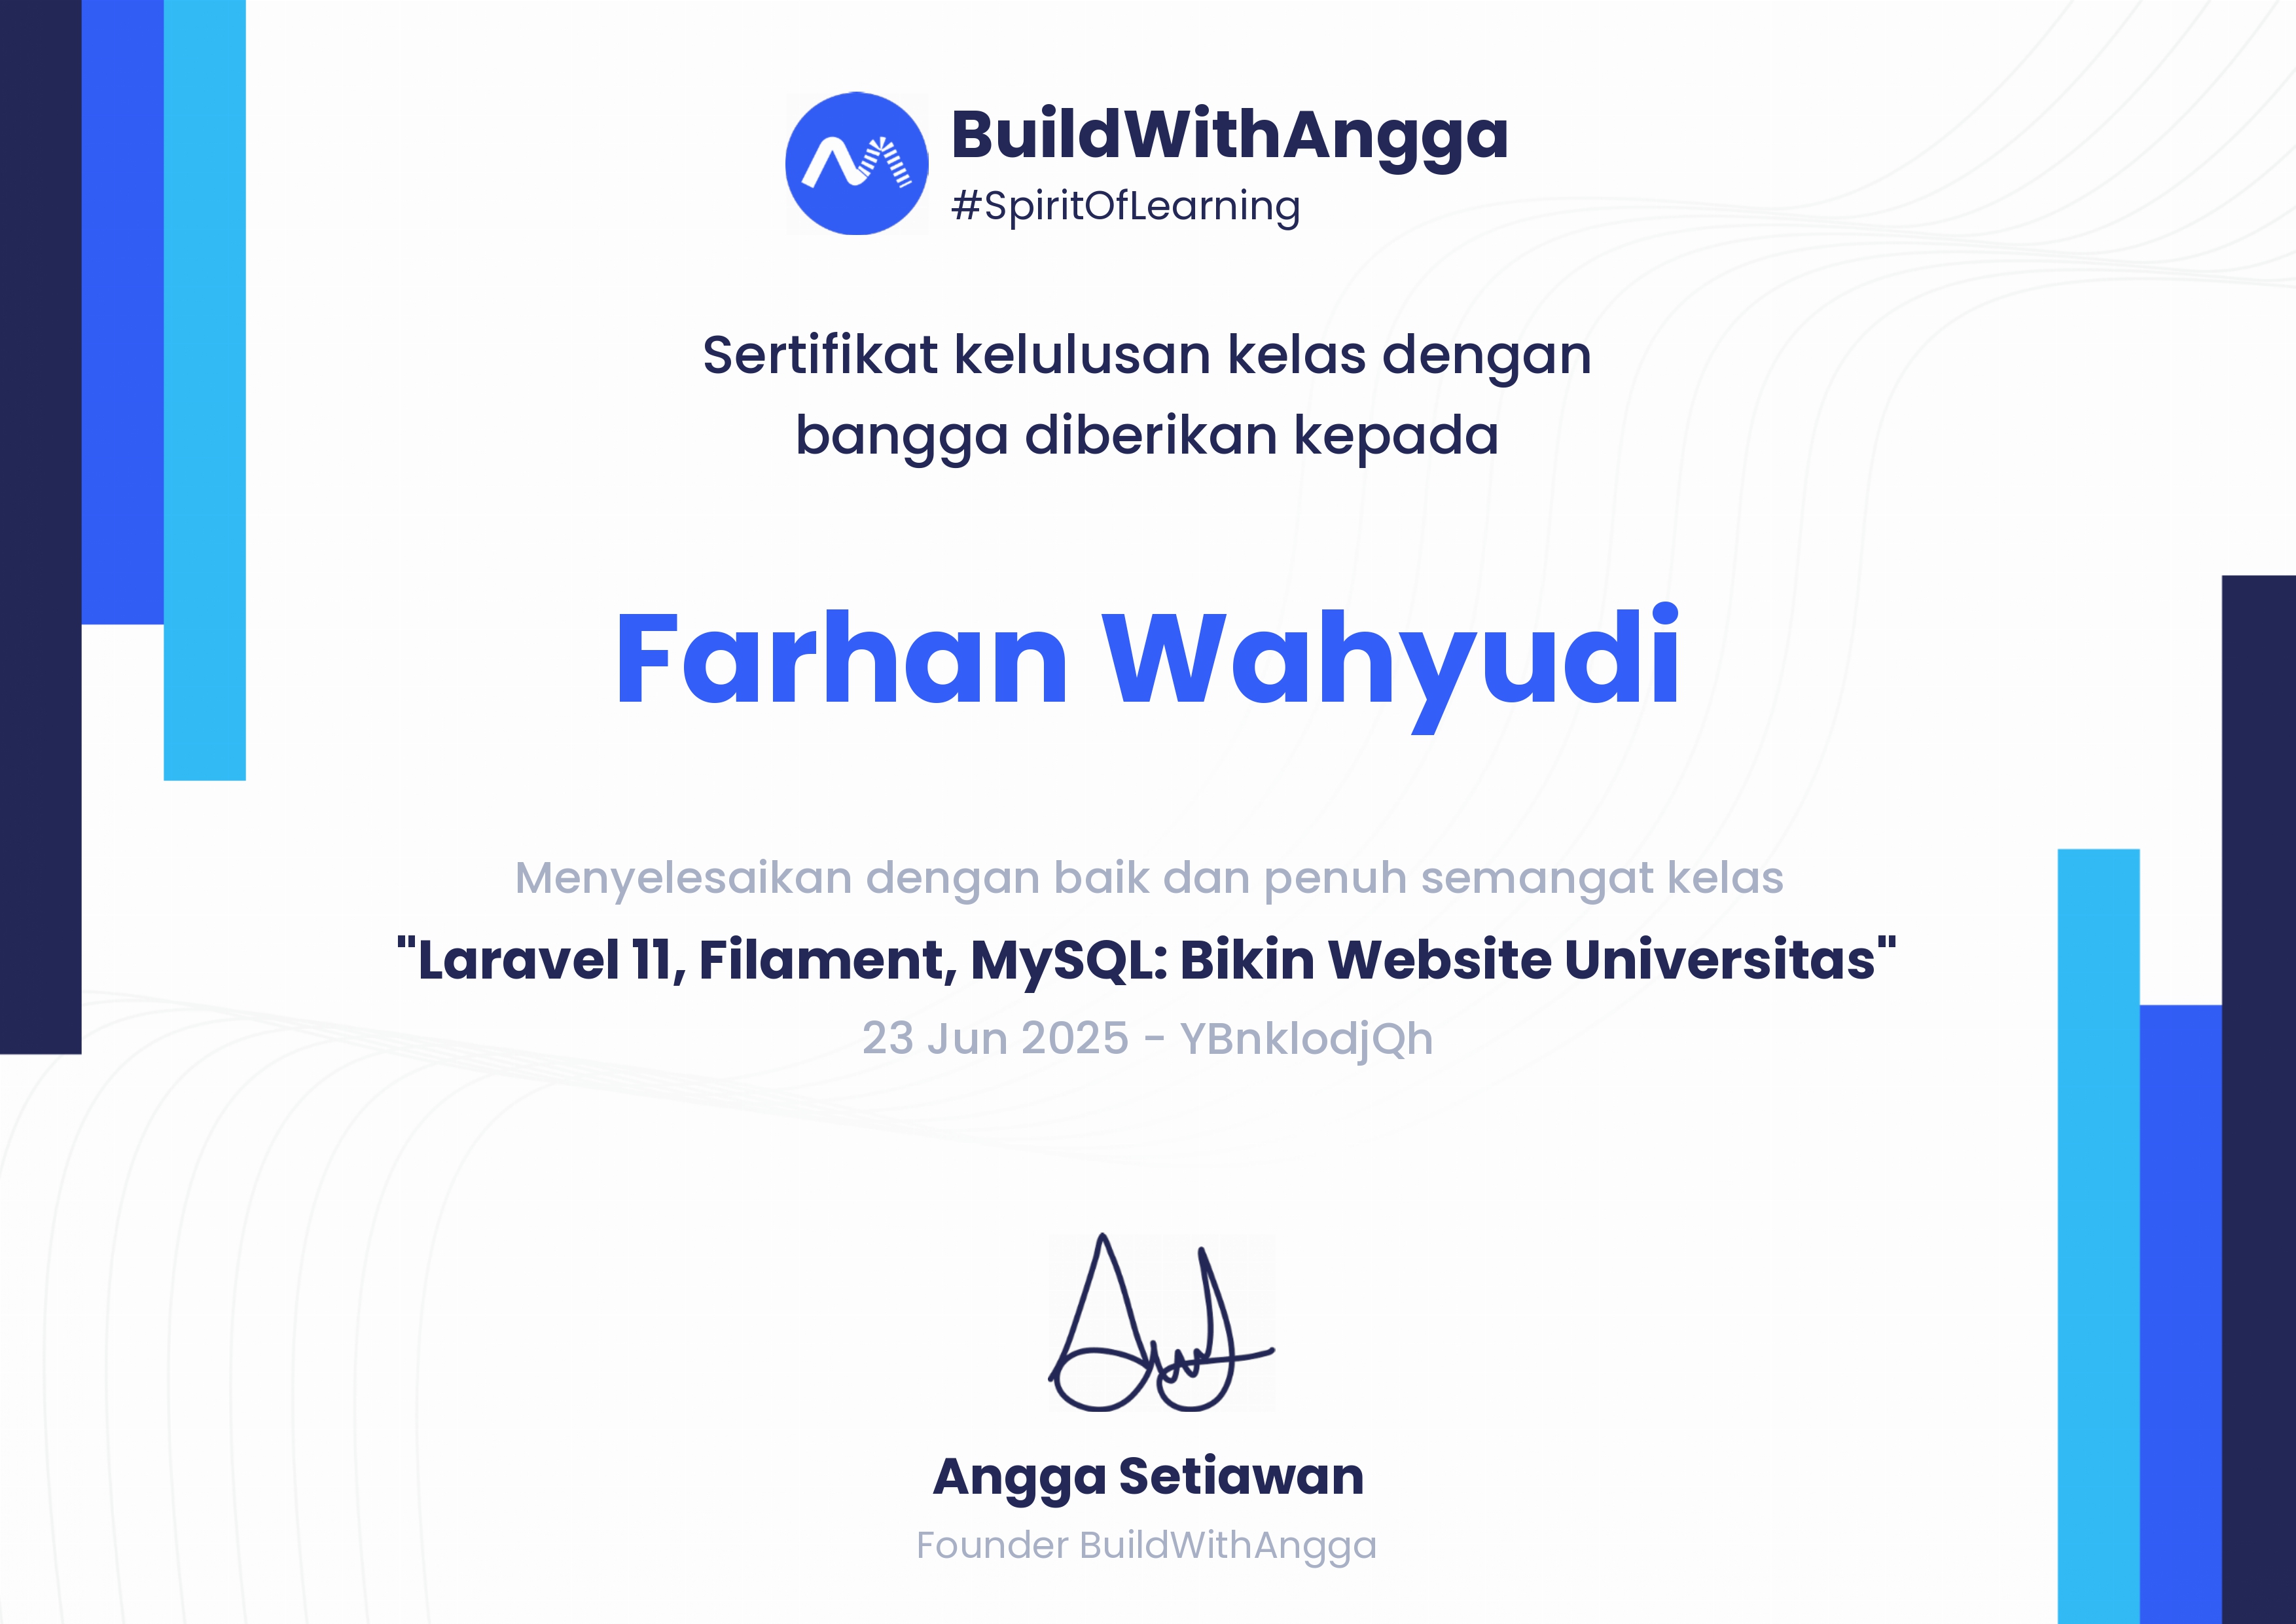 BuildWithAngga
#SpiritOfLearning
Sertifikat kelulusan kelas dengan
bangga diberikan kepada
Farhan Wahyudi
Menyelesaikan dengan baik dan penuh semangat kelas
"Laravel 11, Filament, MySQL: Bikin Website Universitas"
23 Jun 2025 - YBnklodjQh
Angga Setiawan
Founder BuildWithAngga